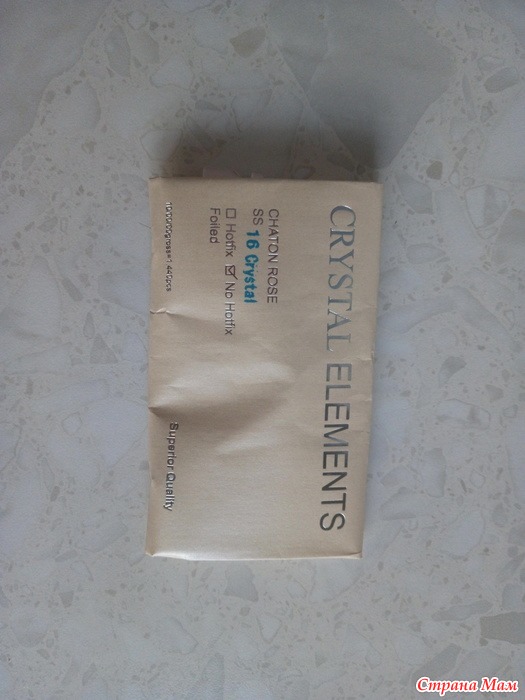 CRYSTAL ELEMENTS
CHATON ROSE
SS 16 Crystal
☐ Hotfix ☑ No Hotfix
Foiled
Superior Quality
Страна Мам